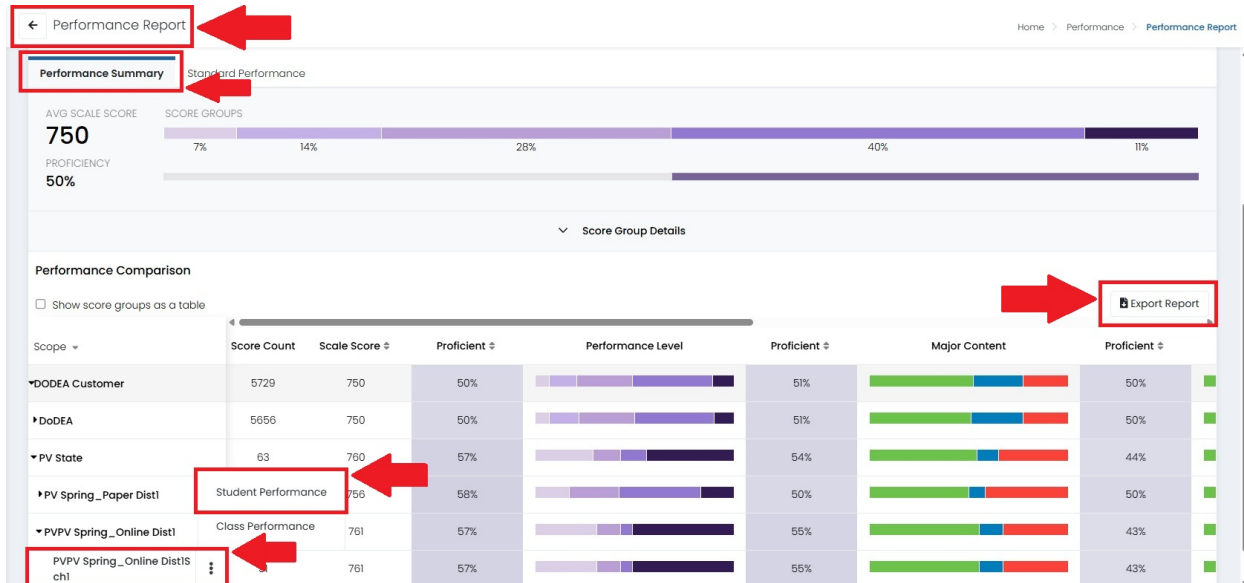 Performance Report
Home > Performance > Performance Report
Performance Summary Standard Performance
AVG SCALE SCORE SCORE GROUPS
750
7% 14% 28% 40% 11%
PROFICIENCY
50%
Score Group Details
Performance Comparison
Show score groups as a table
Export Report
Scope Score Count Scale Score Proficient Performance Level Proficient Major Content Proficient
DODEA Customer 5729 750 50% 51% 50%
DoDEA 5656 750 50% 51% 50%
PV State 63 760 57% 54% 44%
PV Spring_Paper Dist1 Student Performance 756 58% 50% 50%
PVPV Spring_Online Dist1 Class Performance 761 57% 55% 43%
PVPV Spring_Online Dist1S
ch1 761 57% 55% 43%